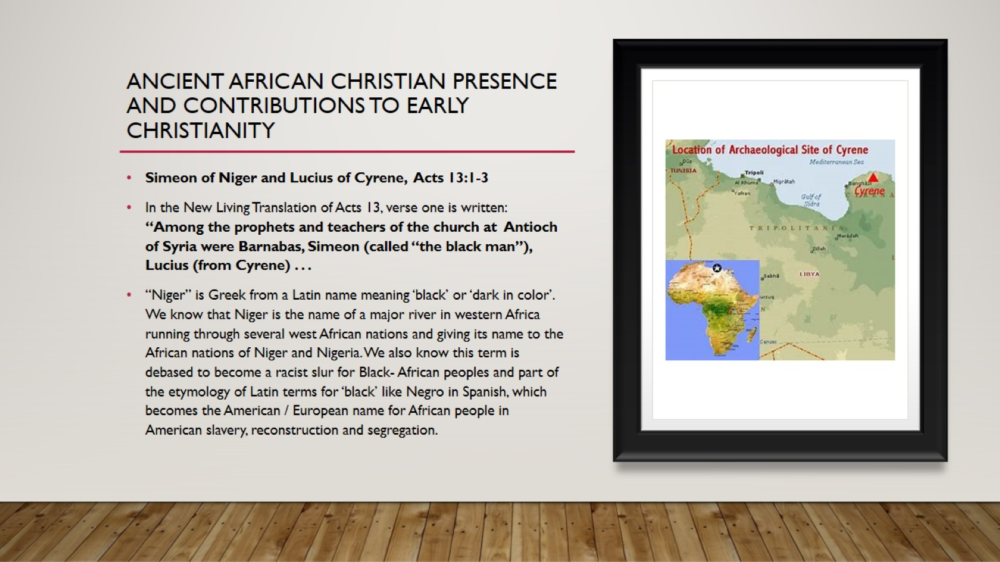 ANCIENT AFRICAN CHRISTIAN PRESENCE
AND CONTRIBUTIONS TO EARLY
CHRISTIANITY
• Simeon of Niger and Lucius of Cyrene, Acts 13:1-3
• In the New Living Translation of Acts 13, verse one is written:
“Among the prophets and teachers of the church at Antioch
of Syria were Barnabas, Simeon (called “the black man”),
Lucius (from Cyrene) . . .
• “Niger” is Greek from a Latin name meaning ‘black’ or ‘dark in color’.
We know that Niger is the name of a major river in western Africa
running through several west African nations and giving its name to the
African nations of Niger and Nigeria. We also know this term is
debased to become a racist slur for Black- African peoples and part of
the etymology of Latin terms for ‘black’ like Negro in Spanish, which
becomes the American / European name for African people in
American slavery, reconstruction and segregation.
Location of Archaeological Site of Cyrene
Mediterranean Sea
TUNISIA
Tripoli
Al Khums
Migrātah
Yafran
Banghāzī
Cyrene
Gulf of
Sidra
TRIPOLITANIA
Marādah
Zillah
LIBYA
Sabhā